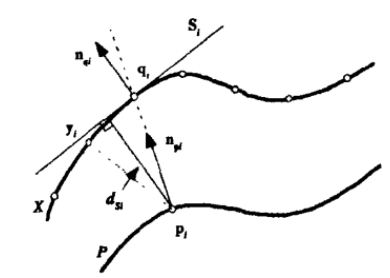 S_i
n_qi
q_i
y_i
n_pi
X
d_Si
p_i
P